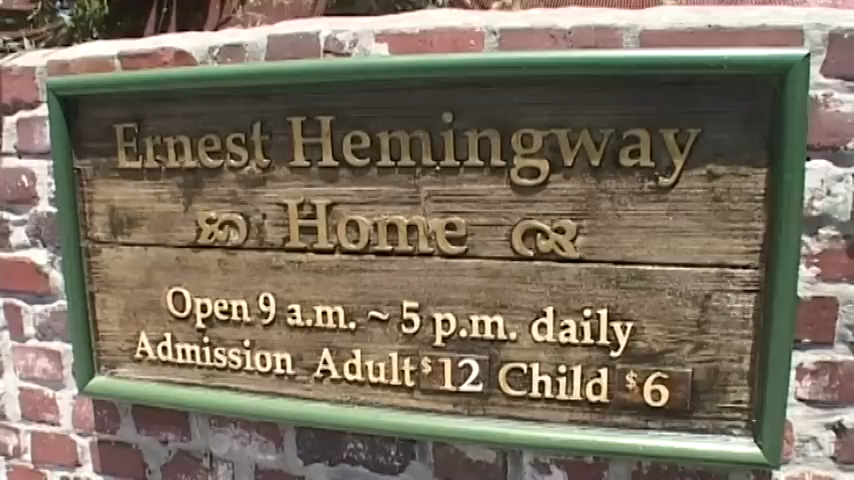 Ernest Hemingway
Home
Open 9 a.m. ~ 5 p.m. daily
Admission Adult $12 Child $6